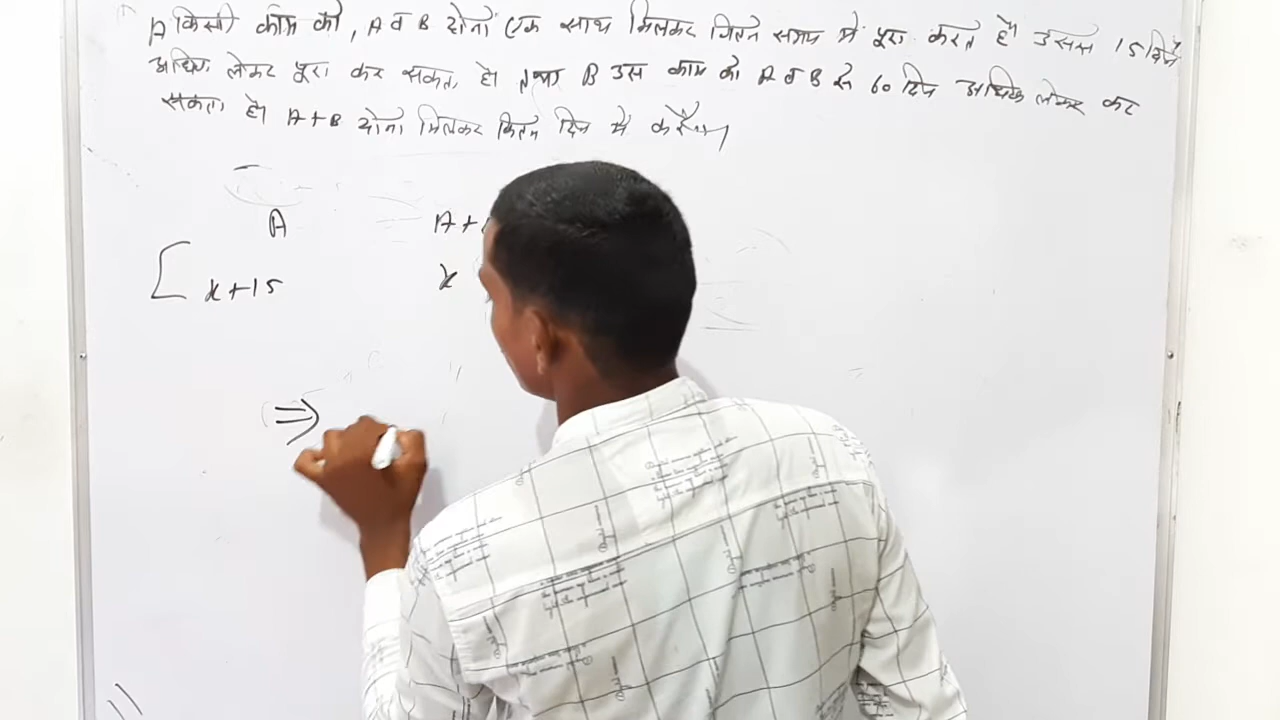 A किसी काम को, A व B दोनों एक साथ मिलकर जितने समय में पूरा करते हैं उससे 15 दिन
अधिक लेकर पूरा कर सकता है। तथा B उस काम को A व B से 60 दिन अधिक लेकर कर
सकता है। A+B दोनों मिलकर कितने दिन में करेंगे
A A+
x+15 x
⇒